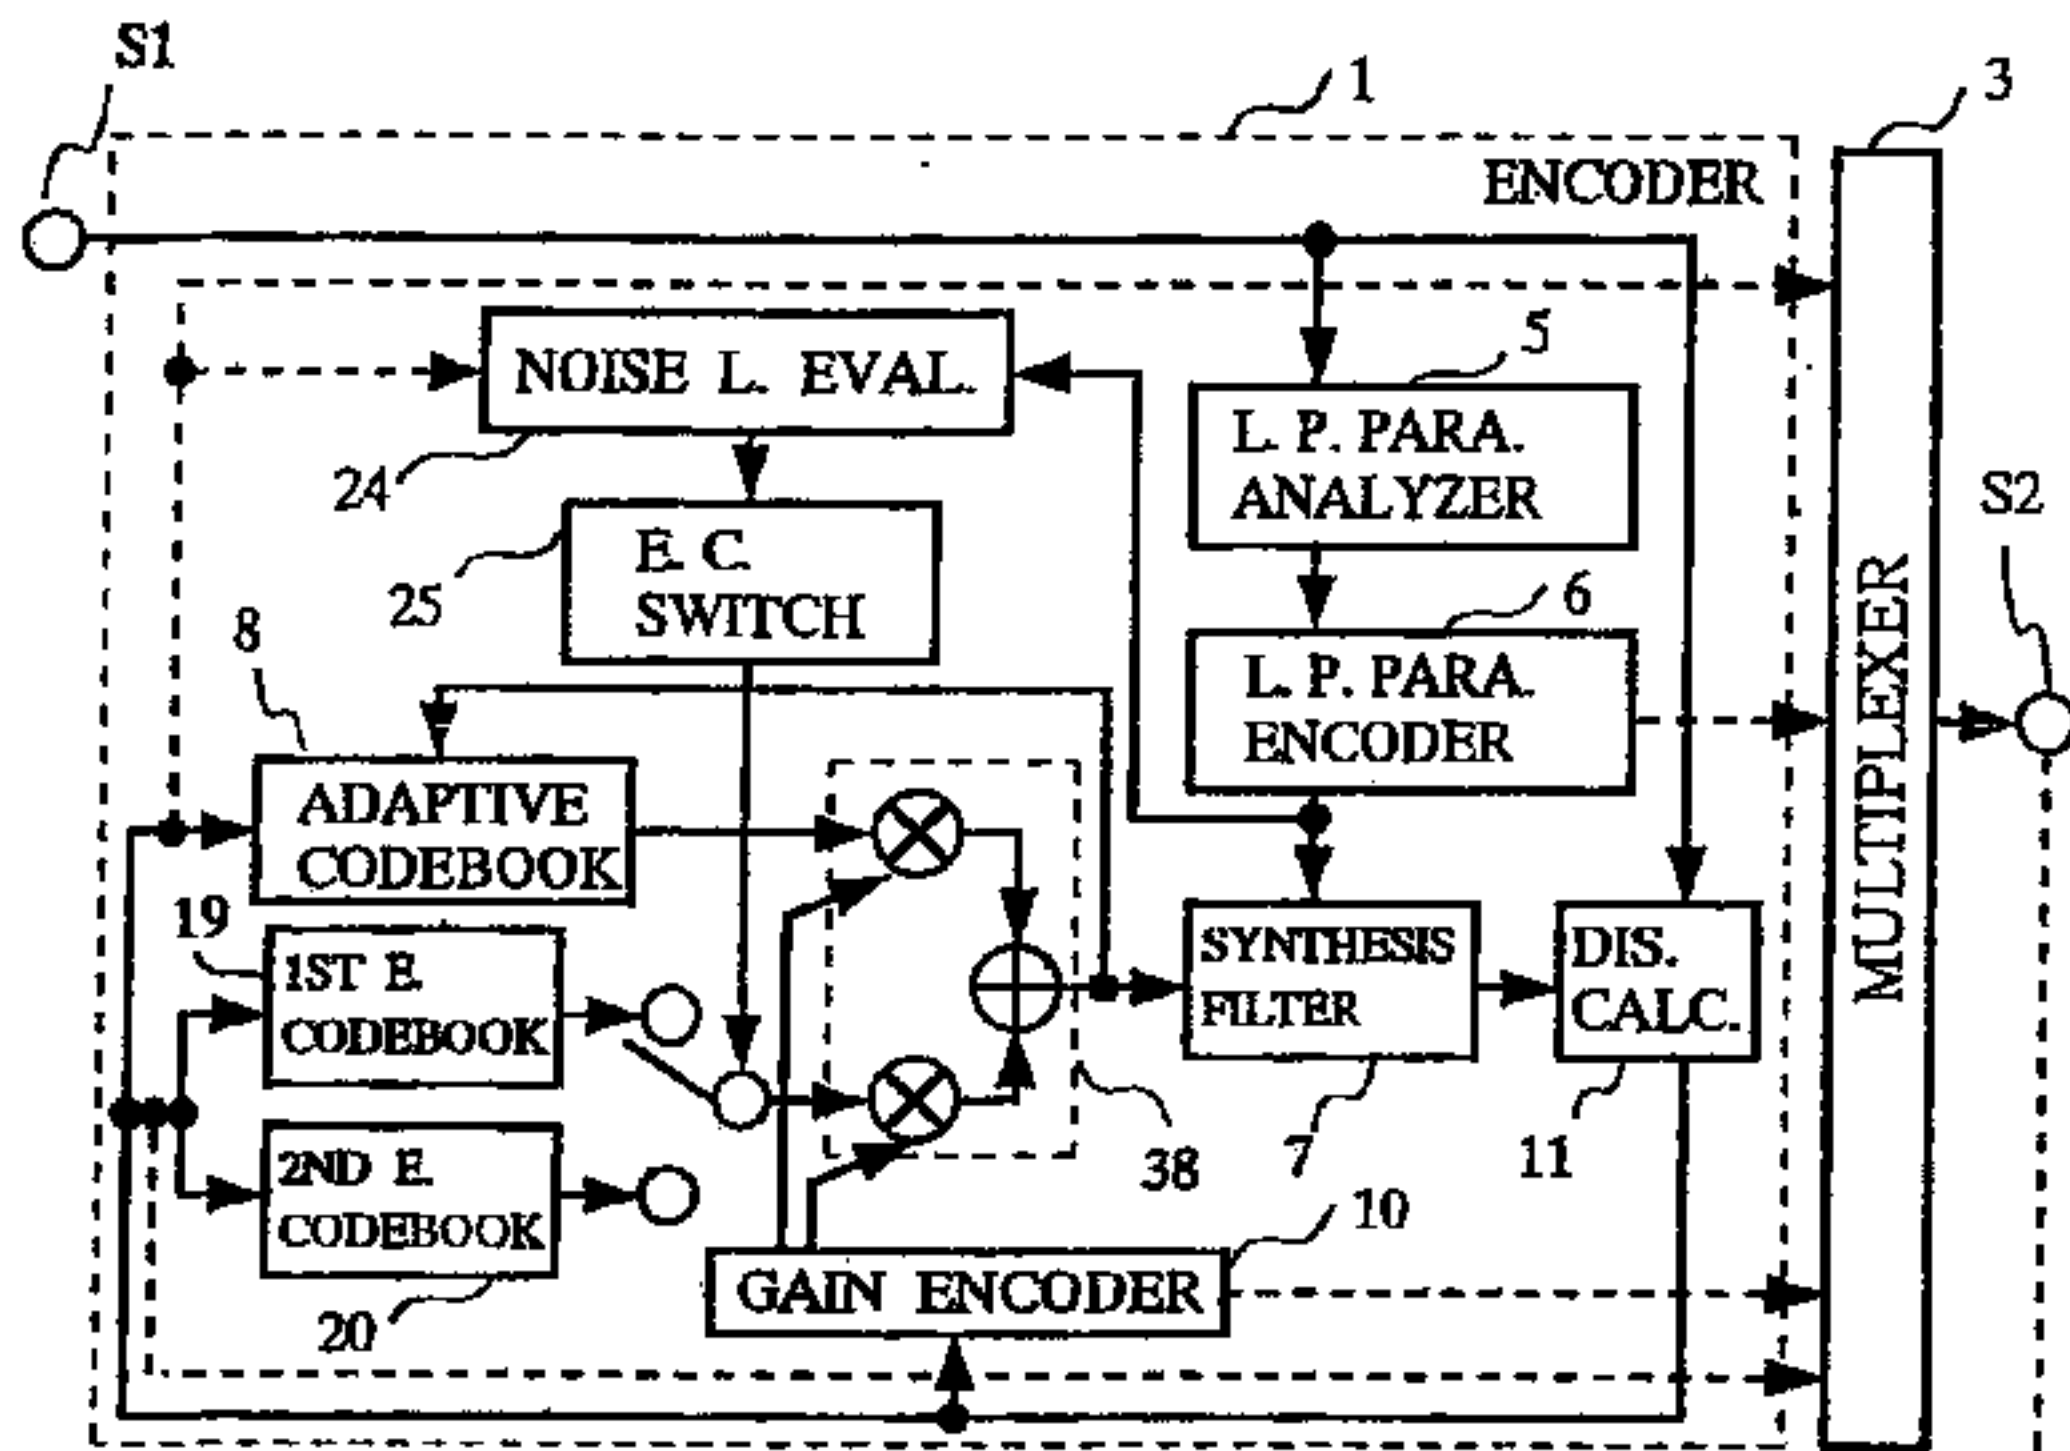 S1
1
3
ENCODER
NOISE L. EVAL.
5
L. P. PARA.
ANALYZER
24
S2
E. C.
SWITCH
25
6
8
L. P. PARA.
ENCODER
MULTIPLEXER
ADAPTIVE
CODEBOOK
19
1ST E.
CODEBOOK
SYNTHESIS
FILTER
DIS.
CALC.
2ND E.
CODEBOOK
38
7
11
10
20
GAIN ENCODER